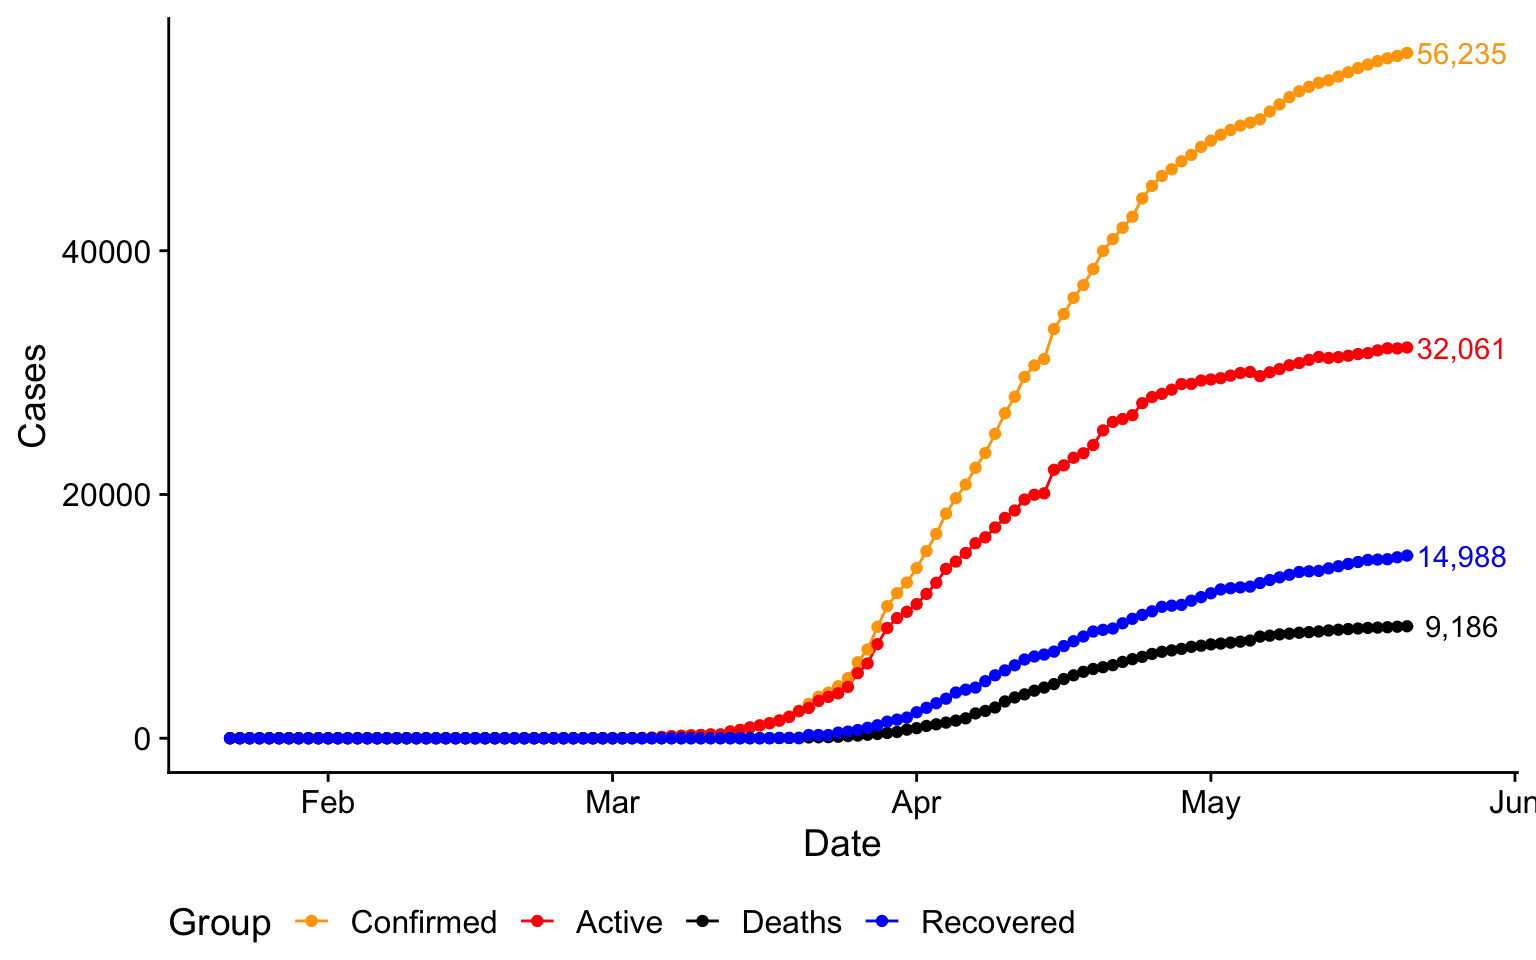 56,235
40000
32,061
Cases
20000
14,988
9,186
0
Feb Mar Apr May Jun
Date
Group Confirmed Active Deaths Recovered